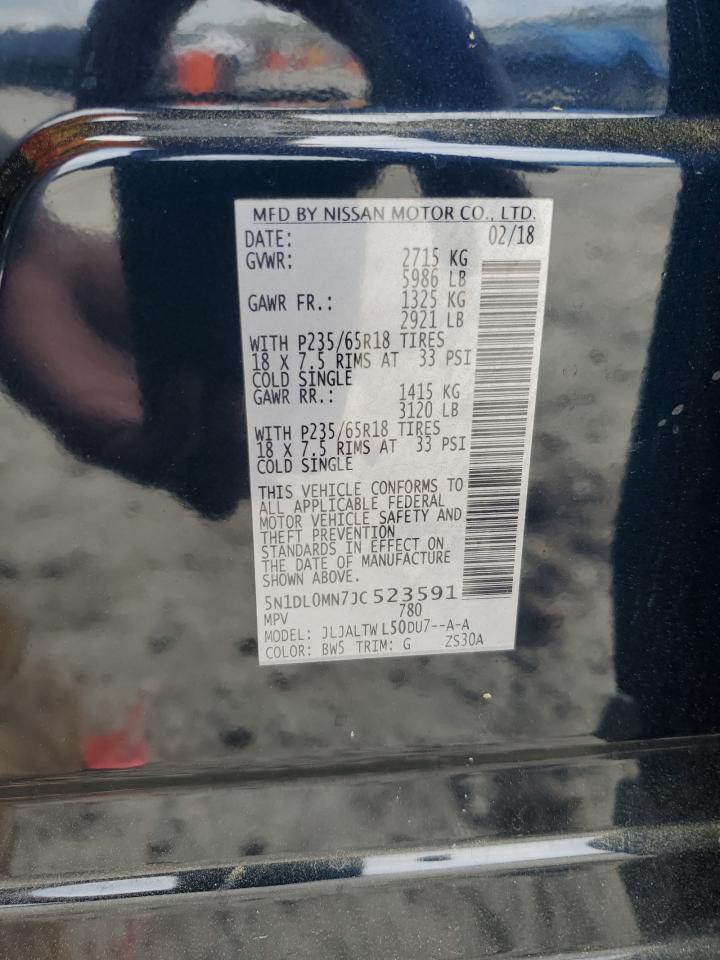 MFD BY NISSAN MOTOR CO., LTD.
DATE: 02/18
GVWR: 2715 KG
5986 LB
GAWR FR.: 1325 KG
2921 LB
WITH P235/65R18 TIRES
18 X 7.5 RIMS AT 33 PSI
COLD SINGLE
GAWR RR.: 1415 KG
3120 LB
WITH P235/65R18 TIRES
18 X 7.5 RIMS AT 33 PSI
COLD SINGLE
THIS VEHICLE CONFORMS TO
ALL APPLICABLE FEDERAL
MOTOR VEHICLE SAFETY AND
THEFT PREVENTION
STANDARDS IN EFFECT ON
THE DATE OF MANUFACTURE
SHOWN ABOVE.
5N1DL0MN7JC523591
MPV 780
MODEL: JLJALTWL50DU7--A-A
COLOR: BW5 TRIM: G ZS30A